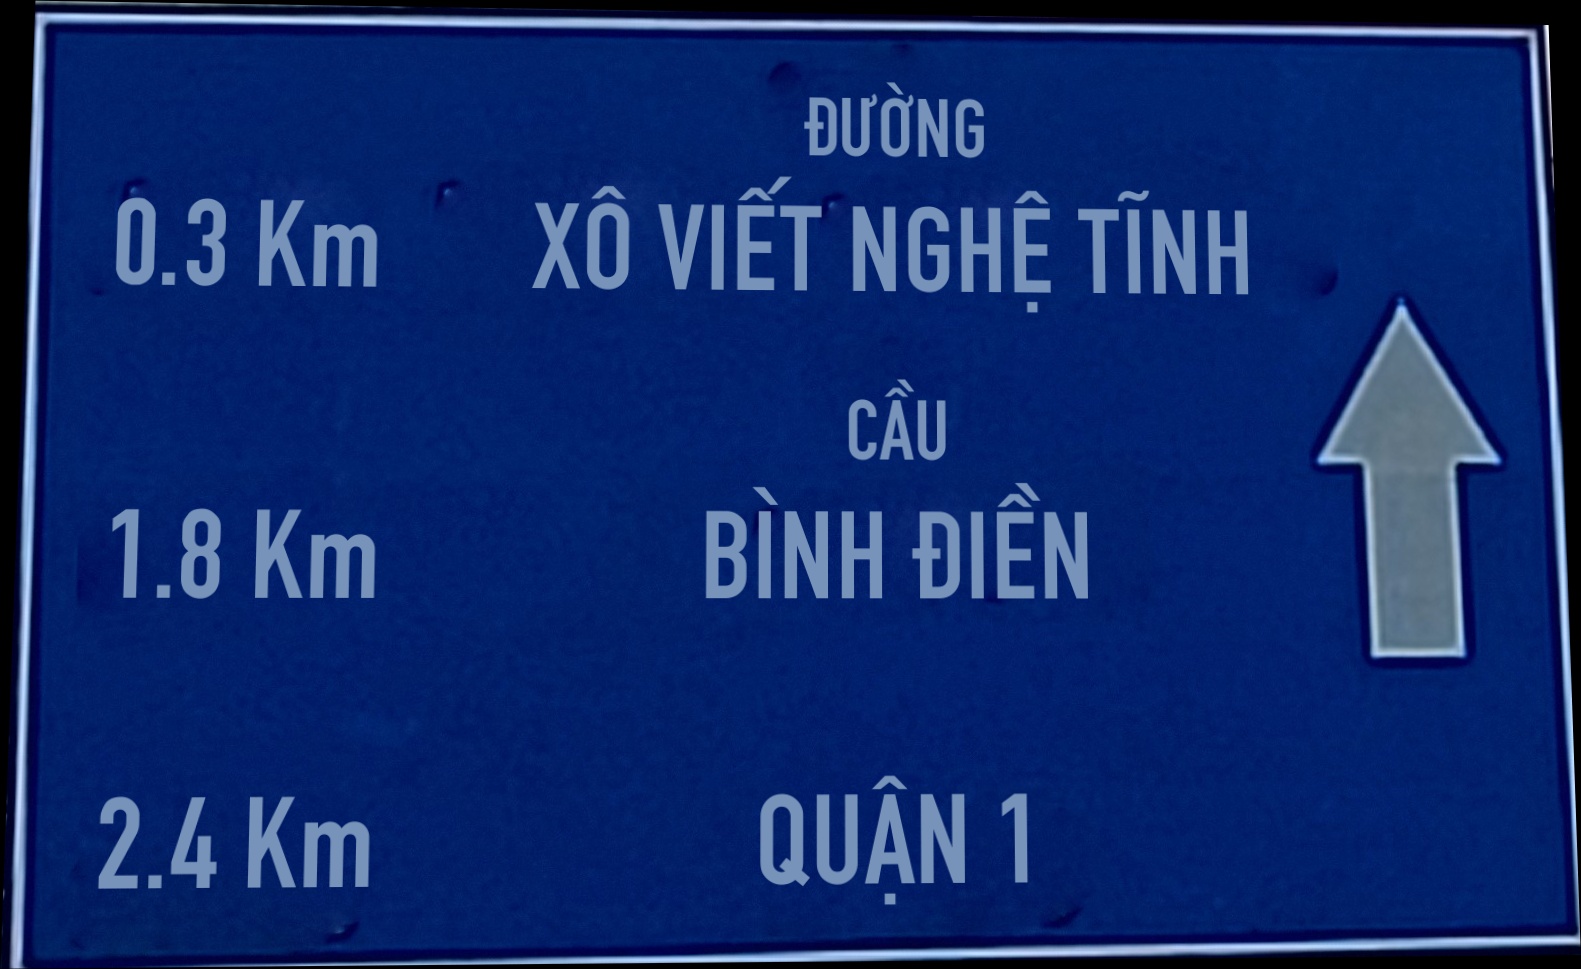 ĐƯỜNG
0.3 Km XÔ VIẾT NGHỆ TĨNH
CẦU
1.8 Km BÌNH ĐIỀN
2.4 Km QUẬN 1